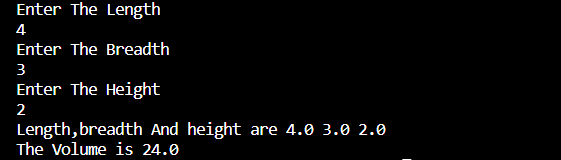 Enter The Length
4
Enter The Breadth
3
Enter The Height
2
Length,breadth And height are 4.0 3.0 2.0
The Volume is 24.0